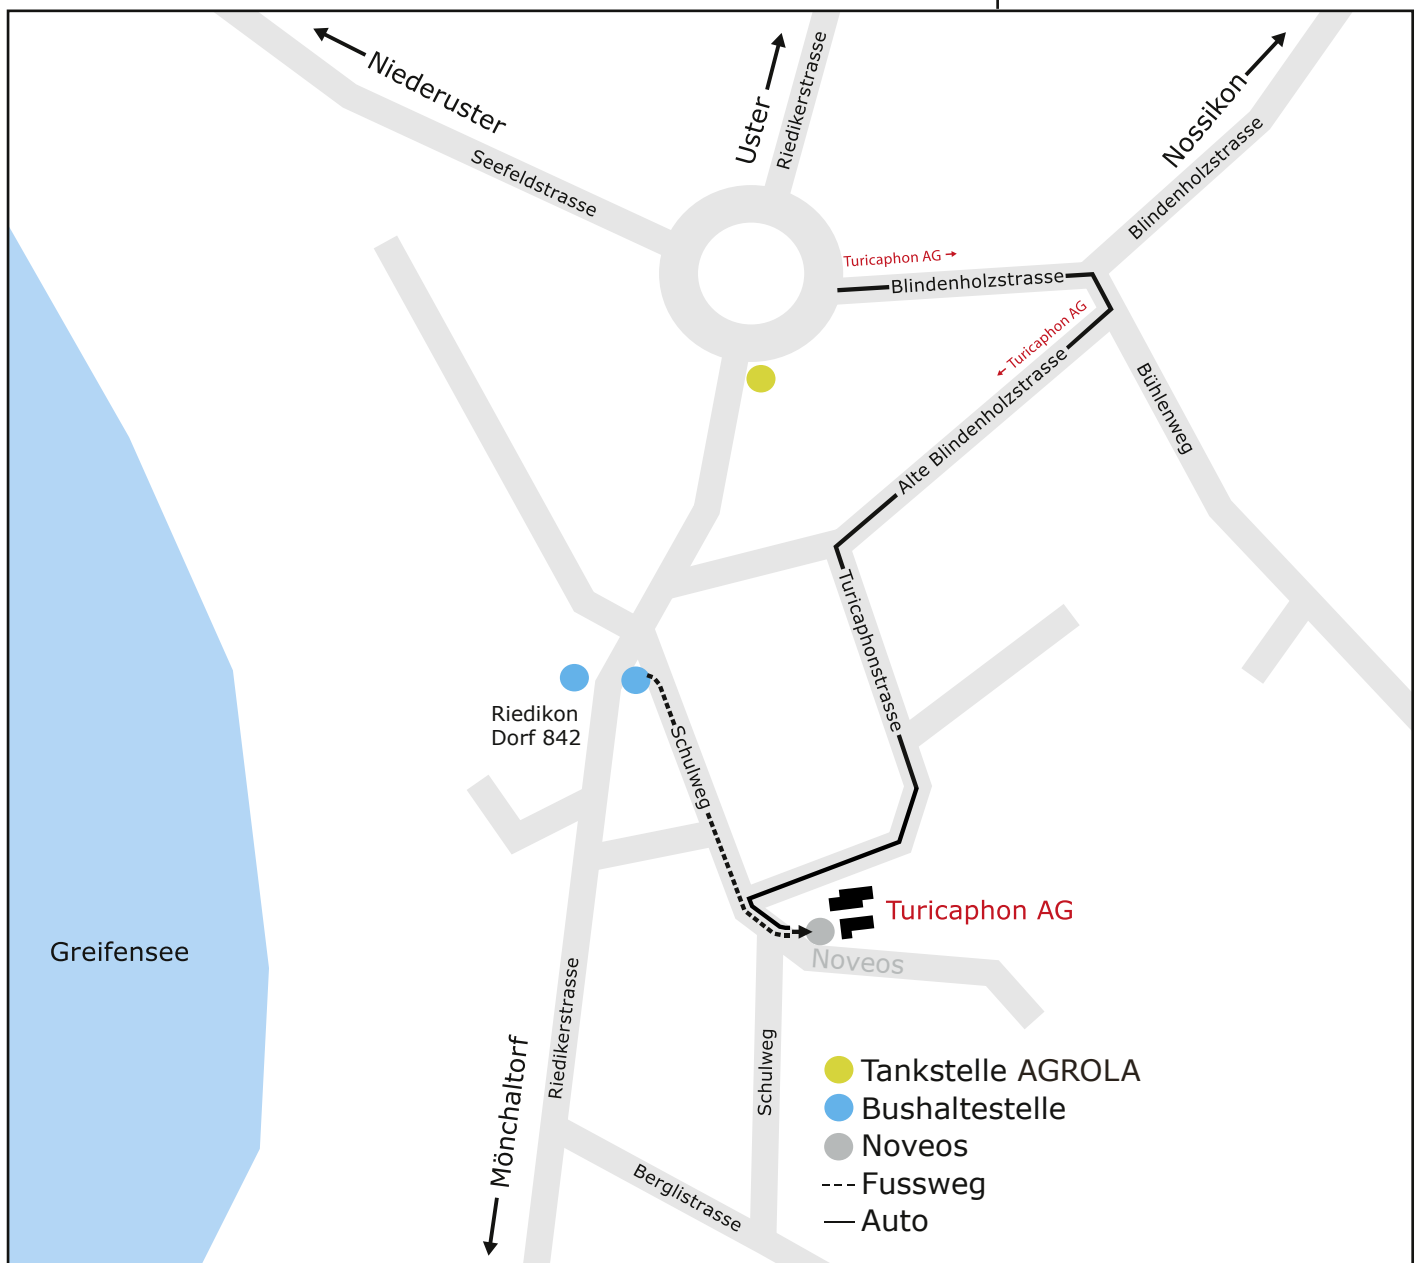 Niederuster
Uster
Riedikerstrasse
Nossikon
Blindenholzstrasse
Seefeldstrasse
Turicaphon AG →
Blindenholzstrasse
← Turicaphon AG
Alte Blindenholzstrasse
Bühlenweg
Turicaphonstrasse
Riedikon
Dorf 842
Schulweg
Turicaphon AG
Greifensee
Noveos
Riedikerstrasse
Mönchaltorf
Schulweg
Berglistrasse
Tankstelle AGROLA
Bushaltestelle
Noveos
Fussweg
Auto